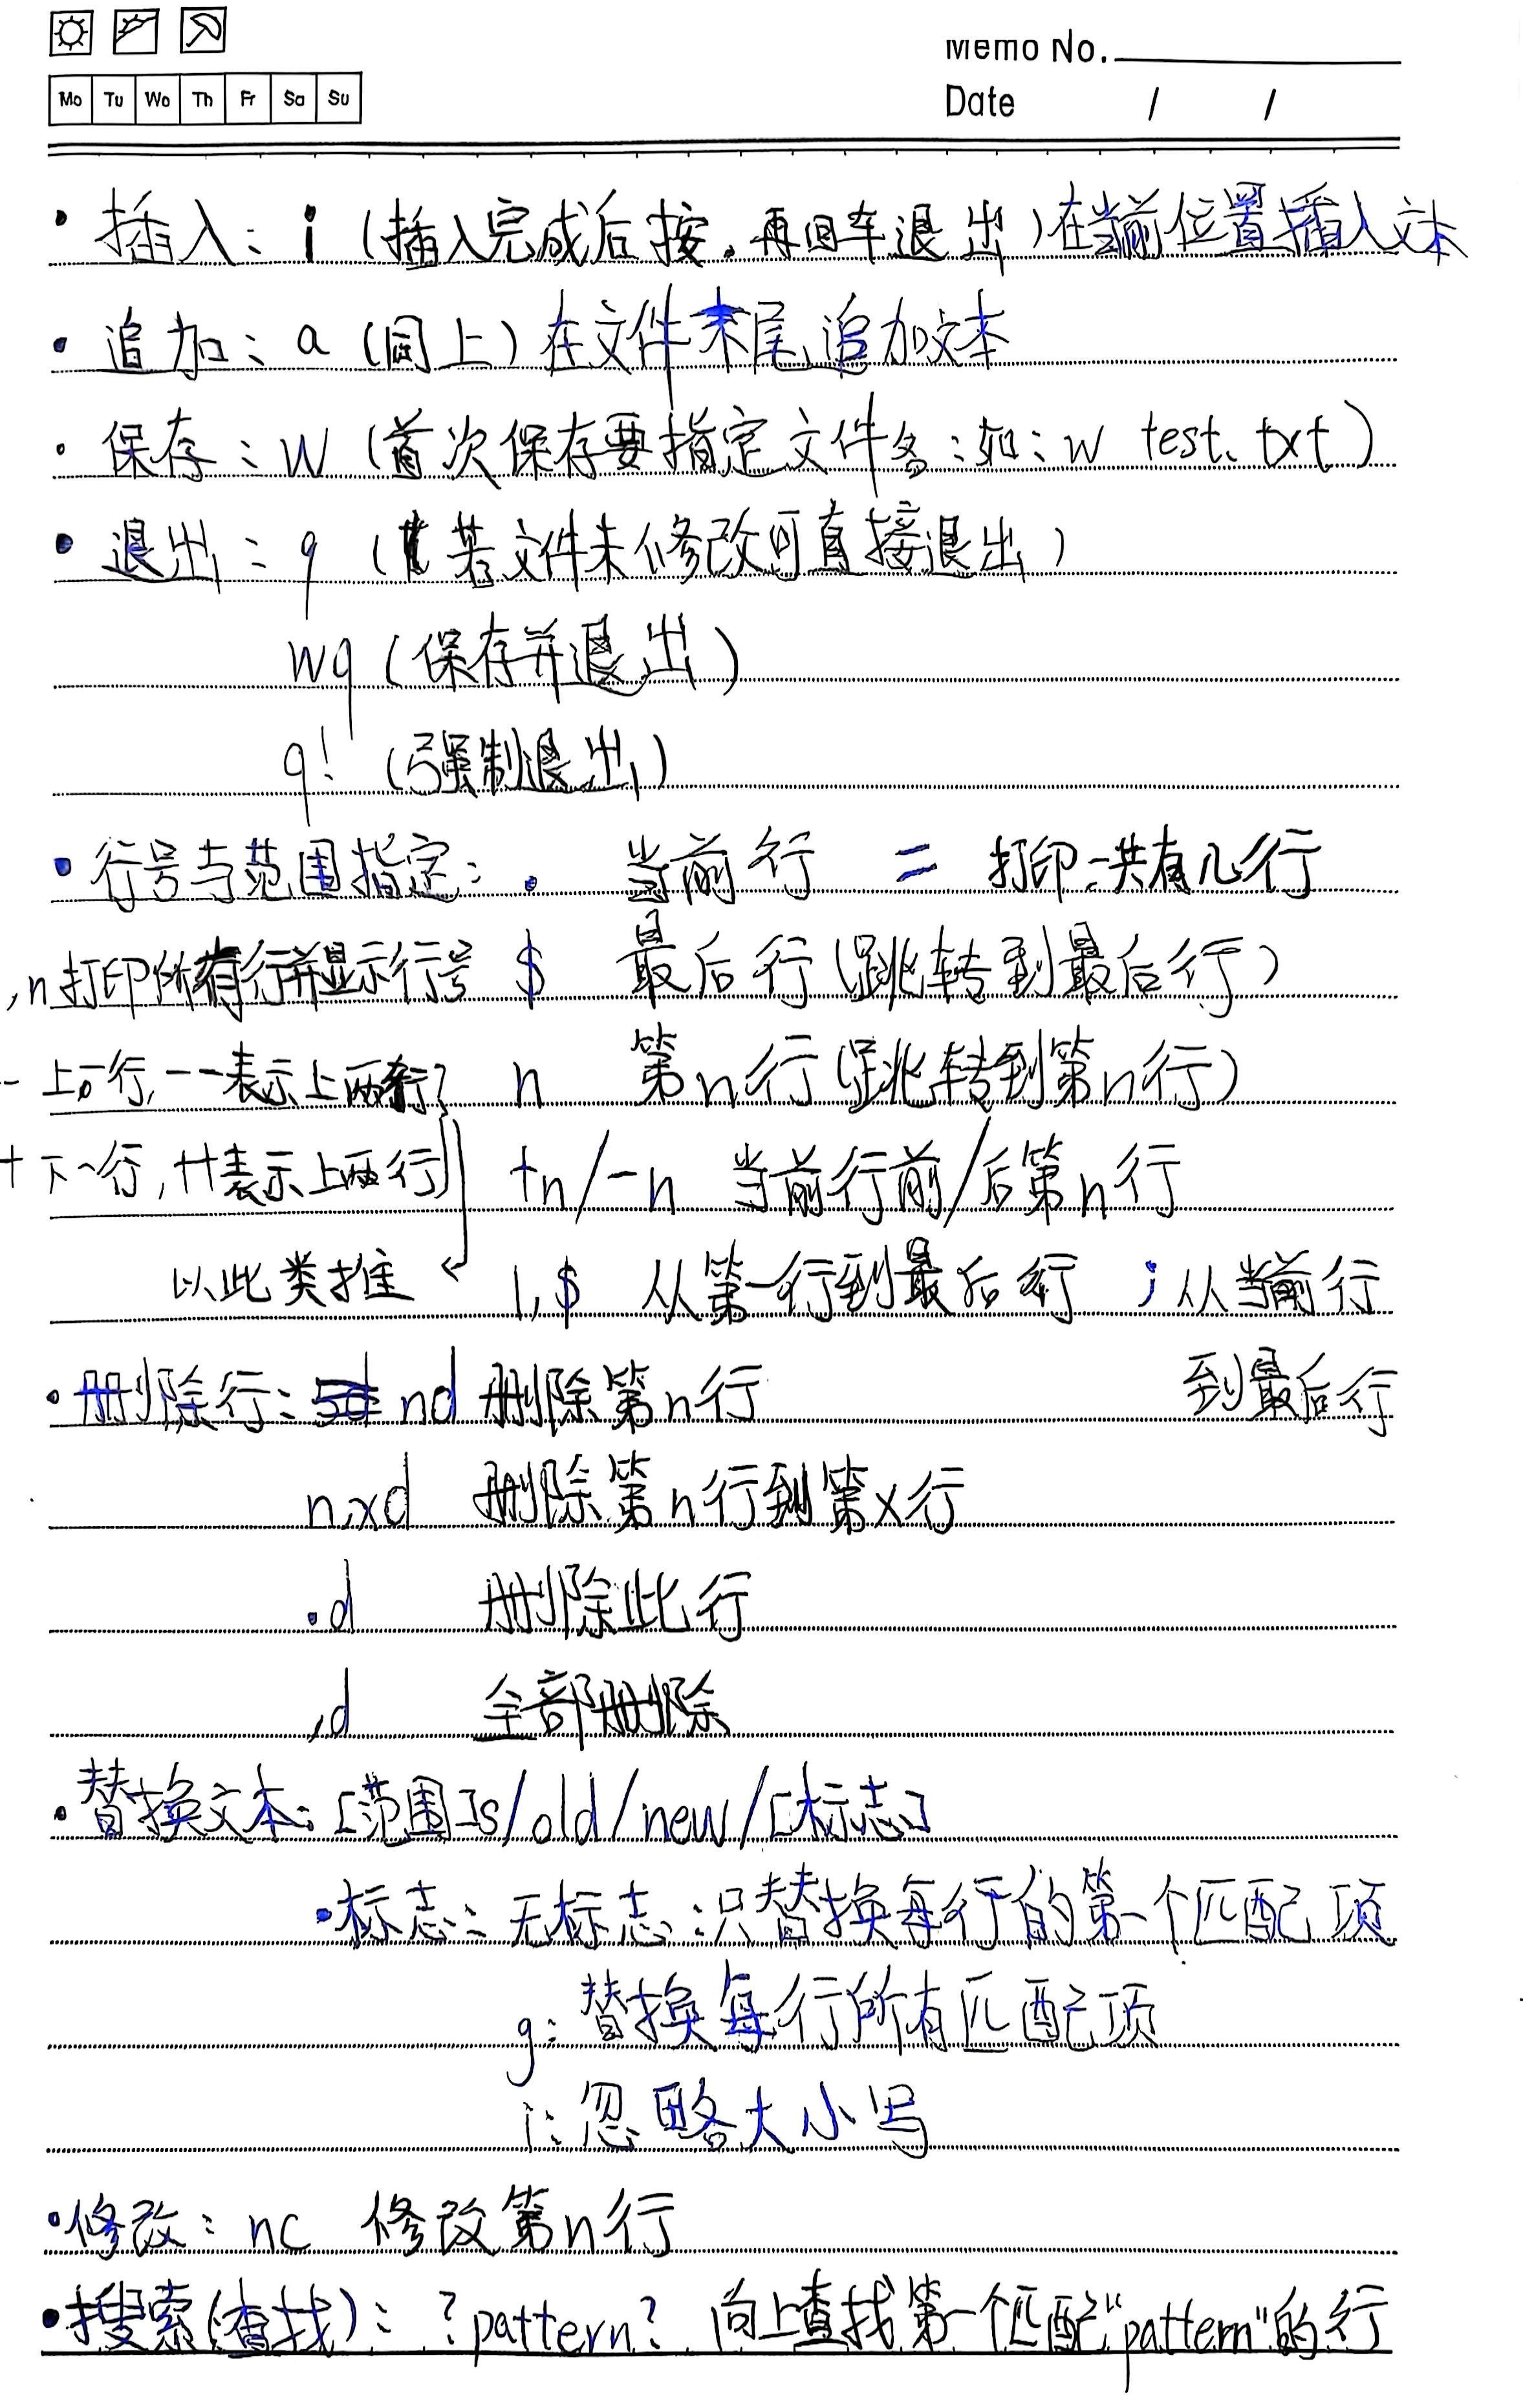 Memo No.
Mo Tu We Th Fr Sa Su
Date / /
· 插入: i (插入完成后按. 再回车退出) 在当前位置插入文本
· 追加: a (同上) 在文件末尾追加文本
· 保存: w (首次保存要指定文件名: 如: w test.txt)
· 退出: q (若文件未修改可直接退出)
wq (保存并退出)
q! (强制退出)
· 行号与范围指定: . 当前行 = 打印一共有几行
,n打印所有行并显示行号 $ 最后行 (跳转到最后行)
- 上一行, --表示上两行 n 第n行 (跳转到第n行)
+ 下一行, ++表示上两行 +n/-n 当前行前/后第n行
以此类推 1,$ 从第一行到最后行 ; 从当前行
到最后行
· 删除行: nd 删除第n行
n,xd 删除第n行到第x行
.d 删除此行
,d 全部删除
· 替换文本: [范围]s/old/new/[标志]
· 标志: 无标志: 只替换每行的第一个匹配项
g: 替换每行所有匹配项
i: 忽略大小写
· 修改: nc 修改第n行
· 搜索(查找): ?pattern? 向上查找第一个匹配"pattern"的行